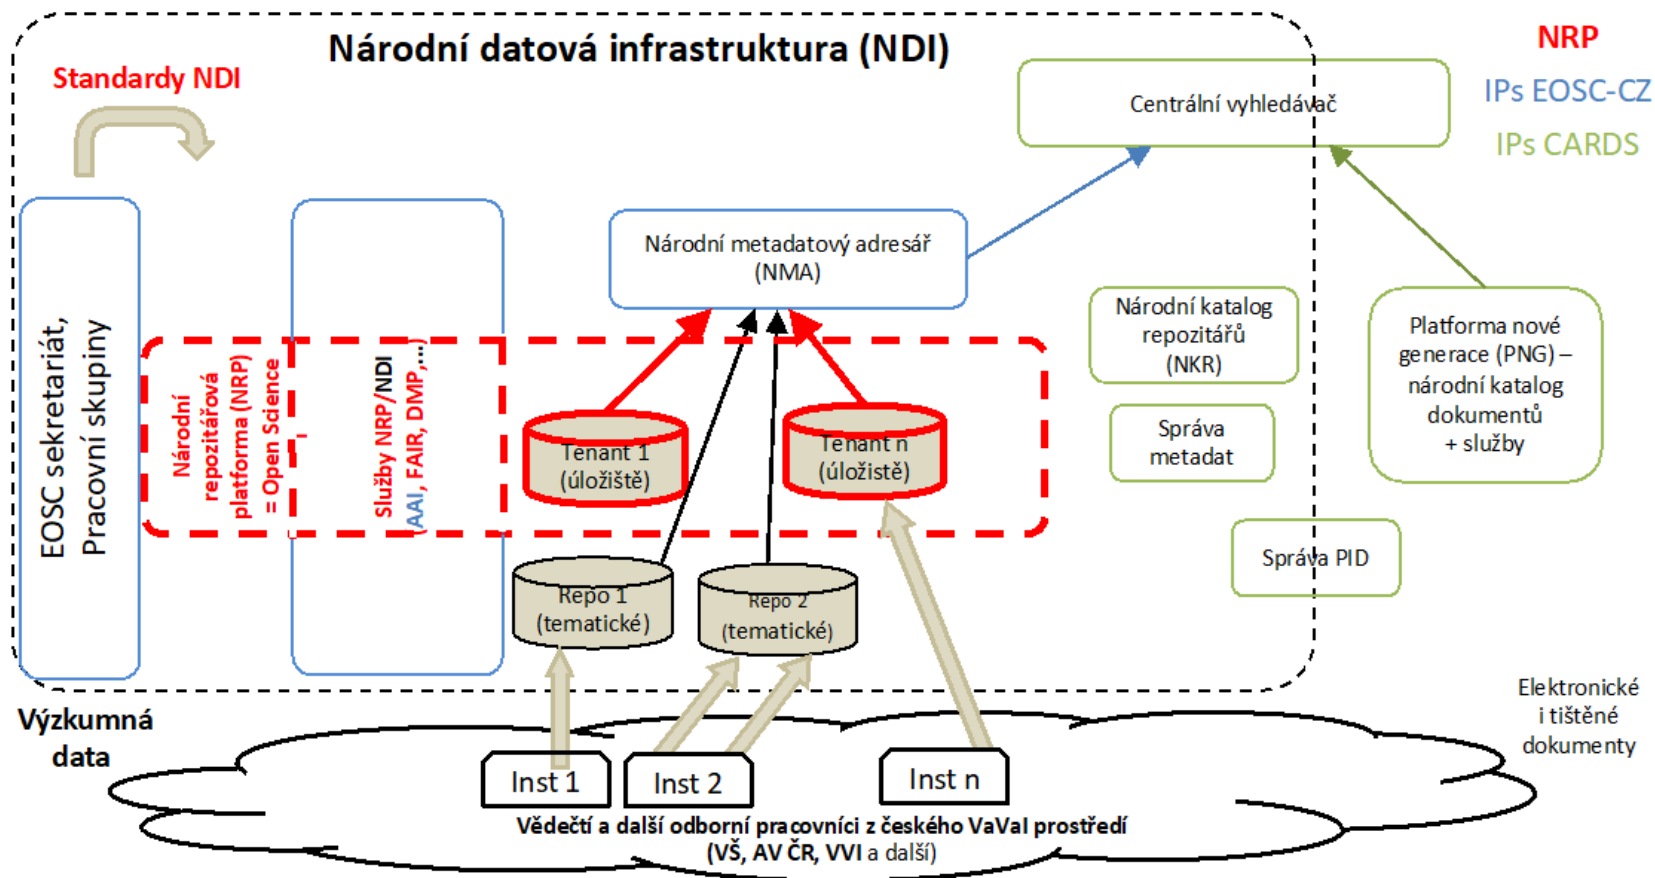 Národní datová infrastruktura (NDI)
NRP
IPs EOSC-CZ
IPs CARDS
Standardy NDI
Centrální vyhledávač
EOSC sekretariát,
Pracovní skupiny
Národní
repozitářová
platforma (NRP)
= Open Science
Služby NRP/NDI
(AAI, FAIR, DMP,...)
Národní metadatový adresář
(NMA)
Národní katalog
repozitářů
(NKR)
Platforma nové
generace (PNG) –
národní katalog
dokumentů
+ služby
Správa
metadat
Správa PID
Tenant 1
(úložiště)
Tenant n
(úložistě)
Repo 1
(tematické)
Repo 2
(tematické)
Výzkumná
data
Elektronické
i tištěné
dokumenty
Inst 1
Inst 2
Inst n
Vědečtí a další odborní pracovníci z českého VaVaI prostředí
(VŠ, AV ČR, VVI a další)